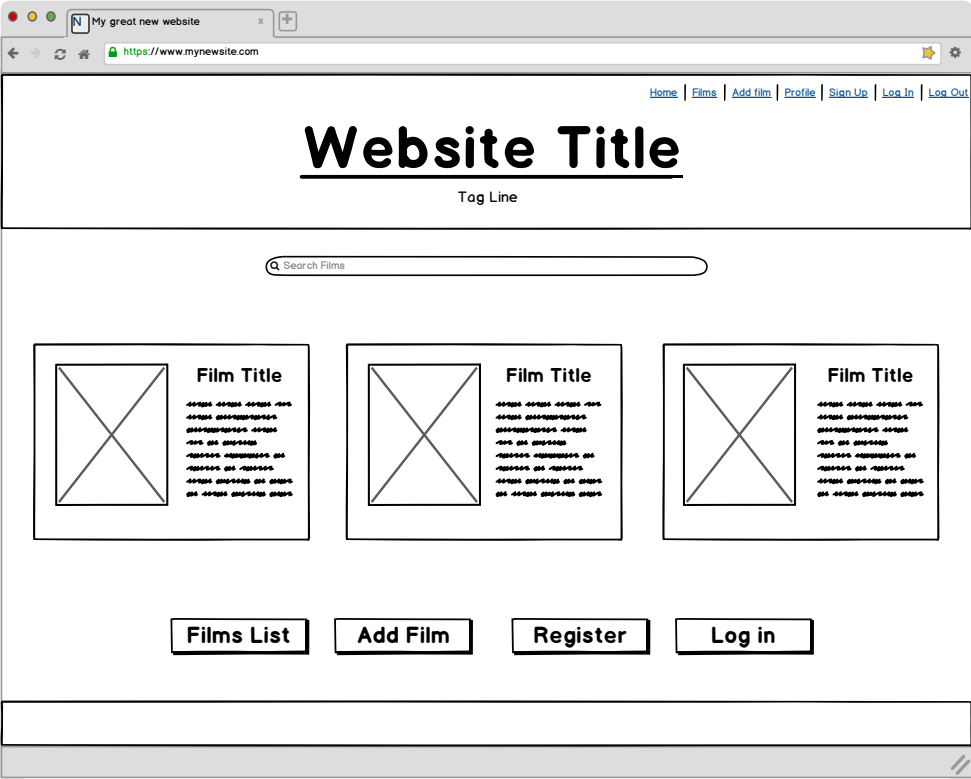 N My great new website x
https://www.mynewsite.com
Home Films Add film Profile Sign Up Log In Log Out
Website Title
Tag Line
Search Films
Film Title Film Title Film Title
Films List Add Film Register Log in